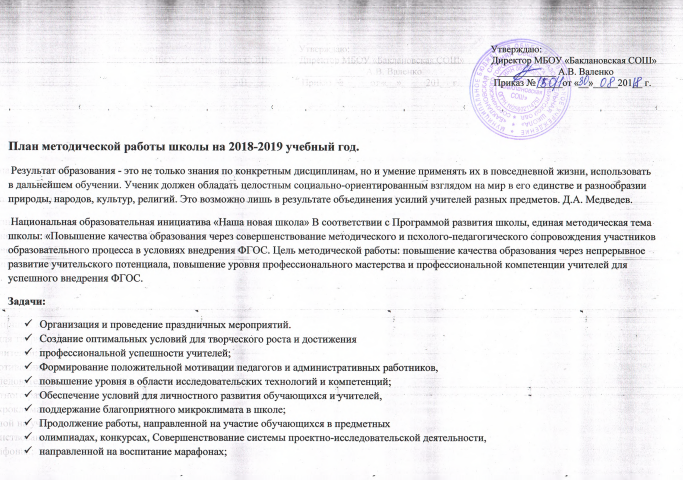 Утверждаю:
Директор МБОУ «Баклановская СОШ»
А.В. Валенко
Приказ № от «30» 08 2018 г.
План методической работы школы на 2018-2019 учебный год.
Результат образования - это не только знания по конкретным дисциплинам, но и умение применять их в повседневной жизни, использовать
в дальнейшем обучении. Ученик должен обладать целостным социально-ориентированным взглядом на мир в его единстве и разнообразии
природы, народов, культур, религий. Это возможно лишь в результате объединения усилий учителей разных предметов. Д.А. Медведев.
Национальная образовательная инициатива «Наша новая школа» В соответствии с Программой развития школы, единая методическая тема
школы: «Повышение качества образования через совершенствование методического и психолого-педагогического сопровождения участников
образовательного процесса в условиях внедрения ФГОС. Цель методической работы: повышение качества образования через непрерывное
развитие учительского потенциала, повышение уровня профессионального мастерства и профессиональной компетенции учителей для
успешного внедрения ФГОС.
Задачи:
✓ Организация и проведение праздничных мероприятий.
✓ Создание оптимальных условий для творческого роста и достижения
✓ профессиональной успешности учителей;
✓ Формирование положительной мотивации педагогов и административных работников,
✓ повышение уровня в области исследовательских технологий и компетенций;
✓ Обеспечение условий для личностного развития обучающихся и учителей,
✓ поддержание благоприятного микроклимата в школе;
✓ Продолжение работы, направленной на участие обучающихся в предметных
✓ олимпиадах, конкурсах, Совершенствование системы проектно-исследовательской деятельности,
✓ направленной на воспитание марафонах;